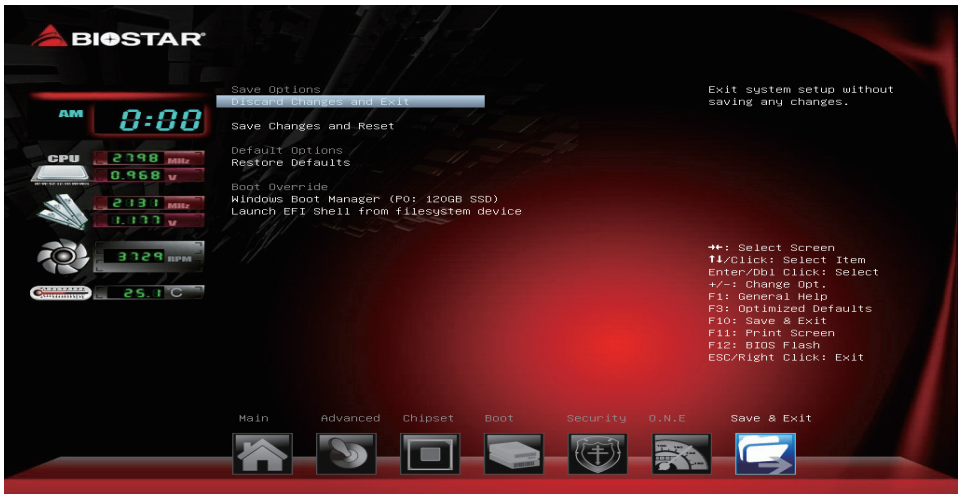 BIOSTAR
Save Options
Discard Changes and Exit
Save Changes and Reset
Default Options
Restore Defaults
Boot Override
Windows Boot Manager (P0: 120GB SSD)
Launch EFI Shell from filesystem device
AM 0:00
CPU 2798 MHz
0.968 V
2131 MHz
1.177 V
3729 RPM
25.1 C
Exit system setup without
saving any changes.
→←: Select Screen
↑↓/Click: Select Item
Enter/Dbl Click: Select
+/-: Change Opt.
F1: General Help
F3: Optimized Defaults
F10: Save & Exit
F11: Print Screen
F12: BIOS Flash
ESC/Right Click: Exit
Main Advanced Chipset Boot Security O.N.E Save & Exit